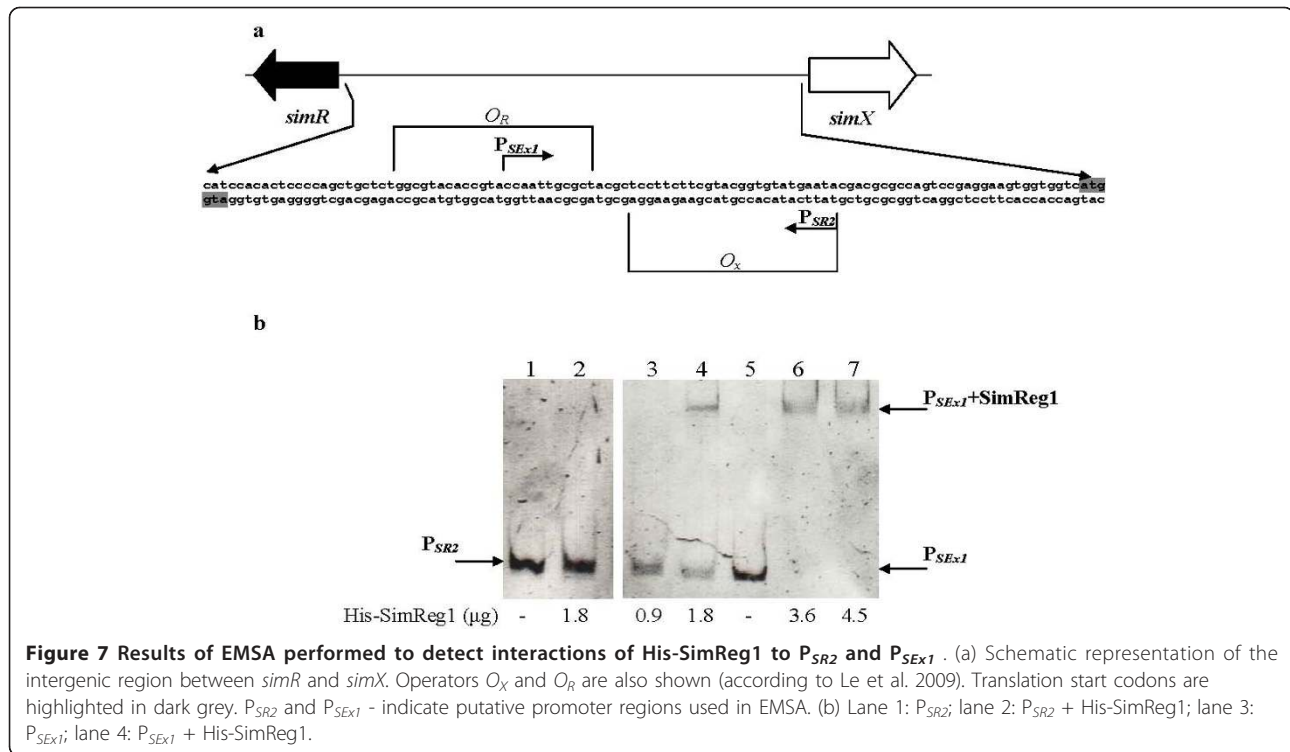 a
simR
simX
O_R
P_SEx1
catccacactccccagctgctctggcgtacaccgtaccaattgcgctacgctccttcttcgtacggtgtatgaatacgacgcgccagtccgaggaagtggtggtcatg
gtaggtgtgaggggtcgacgagaccgcatgtggcatggttaacgcgatgcgaggaagaagcatgccacatacttatgctgcgcggtcaggctccttcaccaccagtac
P_SR2
O_x
b
1 2 3 4 5 6 7
P_SEx1+SimReg1
P_SR2
P_SEx1
His-SimReg1 (µg) - 1.8 0.9 1.8 - 3.6 4.5
Figure 7 Results of EMSA performed to detect interactions of His-SimReg1 to P_SR2 and P_SEx1 . (a) Schematic representation of the
intergenic region between simR and simX. Operators O_X and O_R are also shown (according to Le et al. 2009). Translation start codons are
highlighted in dark grey. P_SR2 and P_SEx1 - indicate putative promoter regions used in EMSA. (b) Lane 1: P_SR2; lane 2: P_SR2 + His-SimReg1; lane 3:
P_SEx1; lane 4: P_SEx1 + His-SimReg1.